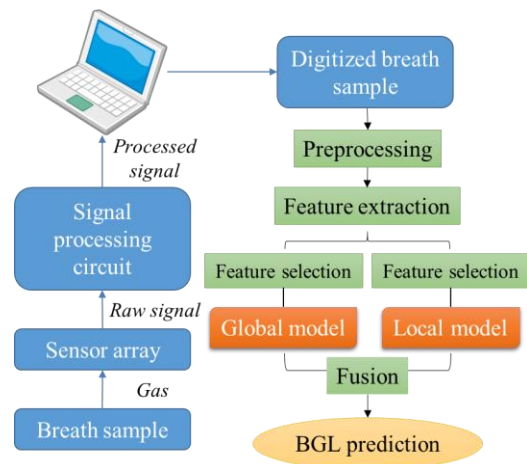 Digitized breath
sample
Processed
signal
Preprocessing
Signal
processing
circuit
Feature extraction
Feature selection
Feature selection
Raw signal
Global model
Local model
Sensor array
Fusion
Gas
Breath sample
BGL prediction